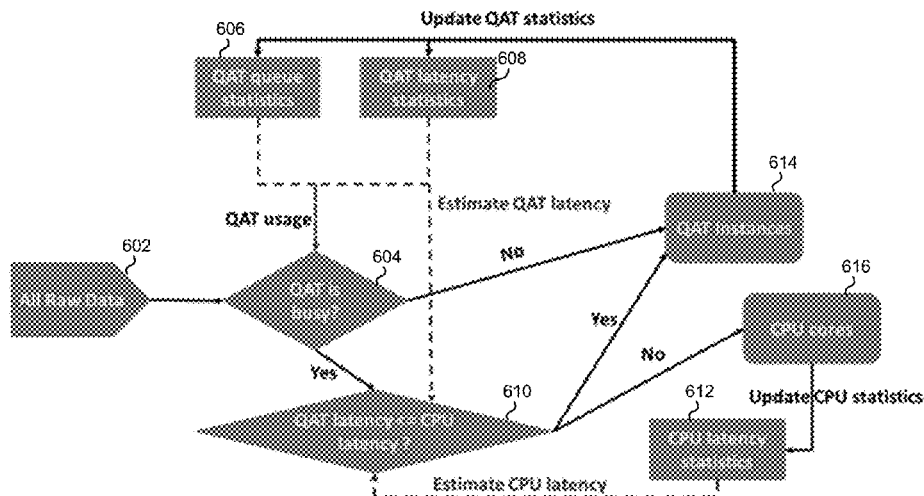 Update QAT statistics
606
608
QAT queue
statistics
QAT latency
statistics
614
Estimate QAT latency
QAT usage
QAT instances
602
604
No
616
All Raw Data
QAT is
busy?
Yes
CPU cores
No
Yes
610
612
Update CPU statistics
QAT latency
CPU
latency?
CPU latency
statistics
Estimate CPU latency